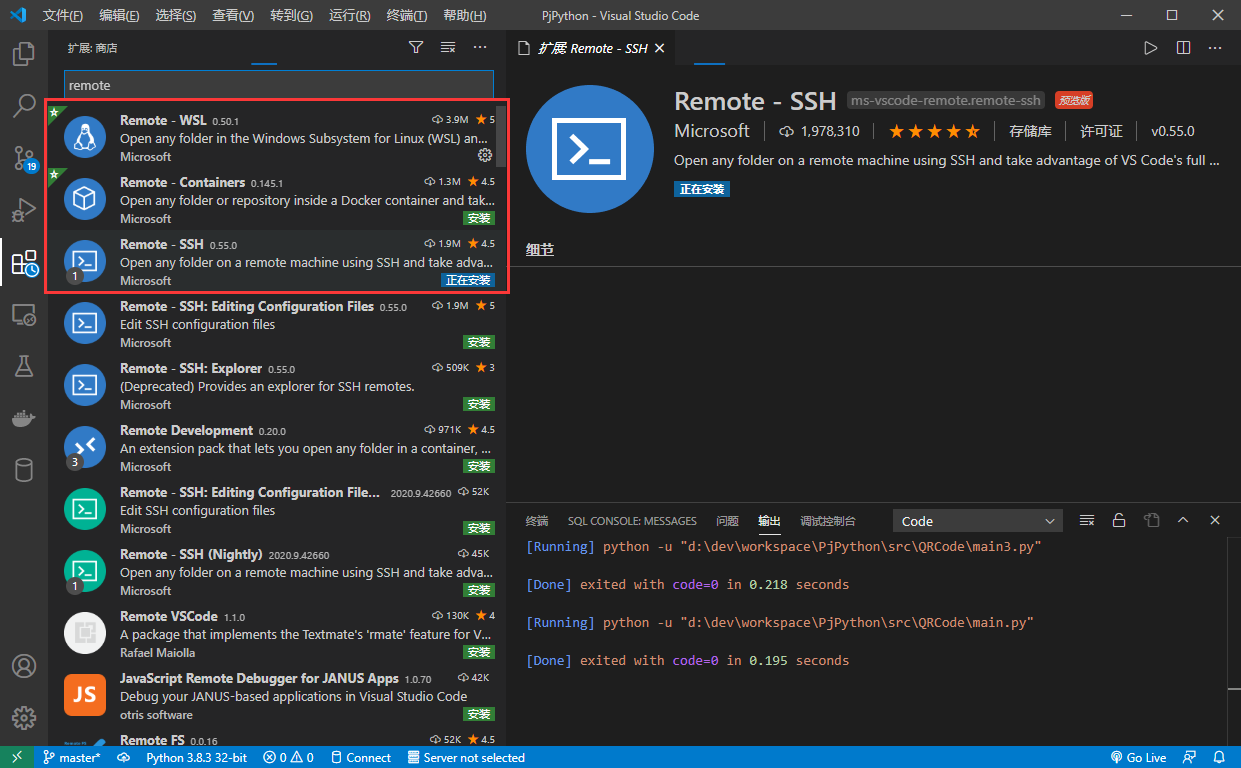 文件(F) 编辑(E) 选择(S) 查看(V) 转到(G) 运行(R) 终端(T) 帮助(H) PjPython - Visual Studio Code
扩展: 商店
remote
19
Remote - WSL 0.50.1 3.9M 5
Open any folder in the Windows Subsystem for Linux (WSL) an...
Microsoft
Remote - Containers 0.145.1 1.3M 4.5
Open any folder or repository inside a Docker container and tak...
Microsoft 安装
Remote - SSH 0.55.0 1.9M 4.5
Open any folder on a remote machine using SSH and take adva...
1
Microsoft 正在安装
Remote - SSH: Editing Configuration Files 0.55.0 1.9M 5
Edit SSH configuration files
Microsoft 安装
Remote - SSH: Explorer 0.55.0 509K 3
(Deprecated) Provides an explorer for SSH remotes.
Microsoft 安装
Remote Development 0.20.0 971K 4.5
An extension pack that lets you open any folder in a container, ...
3
Microsoft 安装
Remote - SSH: Editing Configuration File... 2020.9.42660 52K
Edit SSH configuration files
Microsoft 安装
Remote - SSH (Nightly) 2020.9.42660 45K
Open any folder on a remote machine using SSH and take adva...
1
Microsoft 安装
Remote VSCode 1.1.0 130K 4
A package that implements the Textmate's 'rmate' feature for V...
Rafael Maiolla 安装
JS
JavaScript Remote Debugger for JANUS Apps 1.0.70 42K
Debug your JANUS-based applications in Visual Studio Code
otris software 安装
Remote FS 0.0.16 52K 4.5
扩展: Remote - SSH
Remote - SSH ms-vscode-remote.remote-ssh 预选版
Microsoft 1,978,310 存储库 许可证 v0.55.0
Open any folder on a remote machine using SSH and take advantage of VS Code's full ...
正在安装
细节
终端 SQL CONSOLE: MESSAGES 问题 输出 调试控制台 Code
[Running] python -u "d:\dev\workspace\PjPython\src\QRCode\main3.py"
[Done] exited with code=0 in 0.218 seconds
[Running] python -u "d:\dev\workspace\PjPython\src\QRCode\main.py"
[Done] exited with code=0 in 0.195 seconds
master* Python 3.8.3 32-bit 0 0 Connect Server not selected Go Live